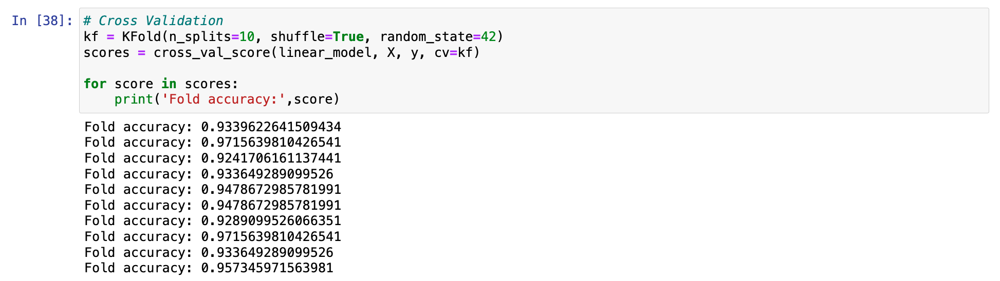 In [38]: # Cross Validation
kf = KFold(n_splits=10, shuffle=True, random_state=42)
scores = cross_val_score(linear_model, X, y, cv=kf)
for score in scores:
    print('Fold accuracy:',score)
Fold accuracy: 0.9339622641509434
Fold accuracy: 0.9715639810426541
Fold accuracy: 0.9241706161137441
Fold accuracy: 0.933649289099526
Fold accuracy: 0.9478672985781991
Fold accuracy: 0.9478672985781991
Fold accuracy: 0.9289099526066351
Fold accuracy: 0.9715639810426541
Fold accuracy: 0.933649289099526
Fold accuracy: 0.957345971563981